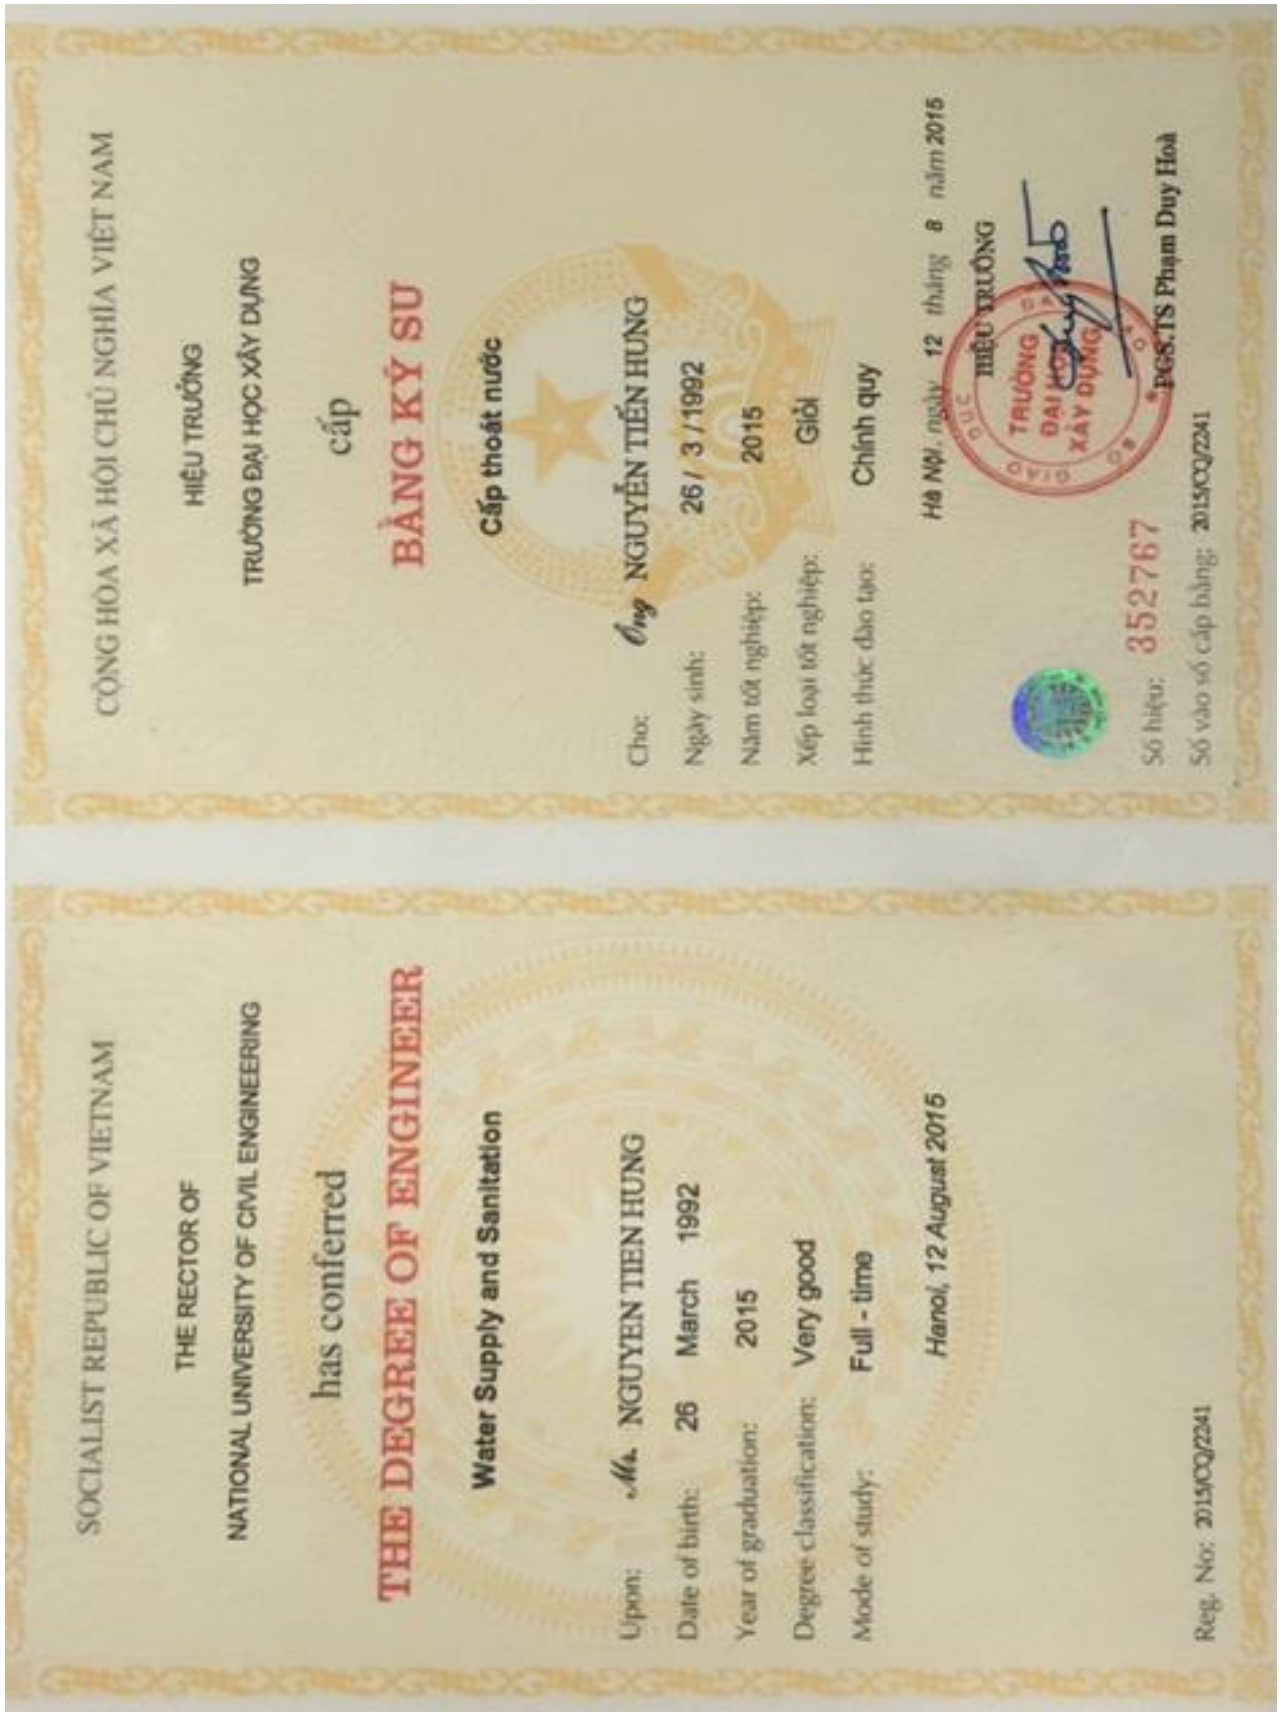 SOCIALIST REPUBLIC OF VIETNAM
THE RECTOR OF
NATIONAL UNIVERSITY OF CIVIL ENGINEERING
has conferred
THE DEGREE OF ENGINEER
Water Supply and Sanitation
Upon: Mr. NGUYEN TIEN HUNG
Date of birth: 26 March 1992
Year of graduation: 2015
Degree classification: Very good
Mode of study: Full - time
Hanoi, 12 August 2015
Reg. No: 2015/CQ/2241
CỘNG HÒA XÃ HỘI CHỦ NGHĨA VIỆT NAM
HIỆU TRƯỞNG
TRƯỜNG ĐẠI HỌC XÂY DỰNG
cấp
BẰNG KỸ SƯ
Cấp thoát nước
Cho: Ông NGUYỄN TIẾN HƯNG
Ngày sinh: 26 / 3 / 1992
Năm tốt nghiệp: 2015
Xếp loại tốt nghiệp: Giỏi
Hình thức đào tạo: Chính quy
Hà Nội, ngày 12 tháng 8 năm 2015
HIỆU TRƯỞNG
TRƯỜNG
ĐẠI HỌC
XÂY DỰNG
PGS.TS Phạm Duy Hoà
Số hiệu: 352767
Số vào sổ cấp bằng: 2015/CQ/2241